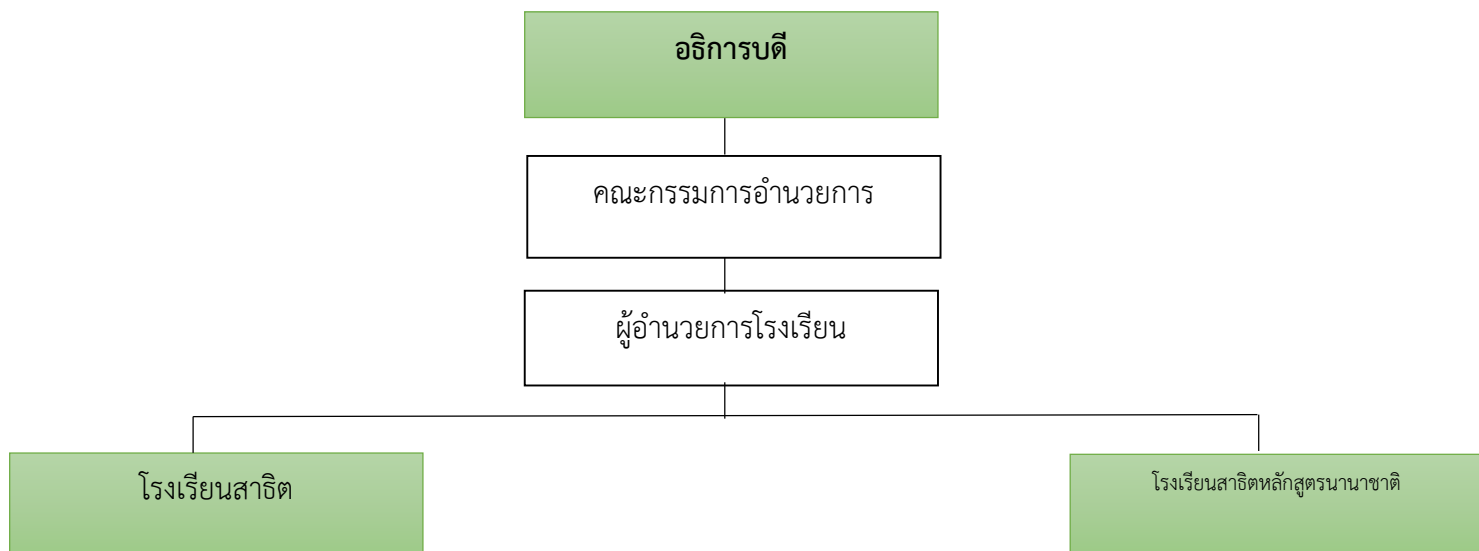 อธิการบดี
คณะกรรมการอำนวยการ
ผู้อำนวยการโรงเรียน
โรงเรียนสาธิต
โรงเรียนสาธิตหลักสูตรนานาชาติ